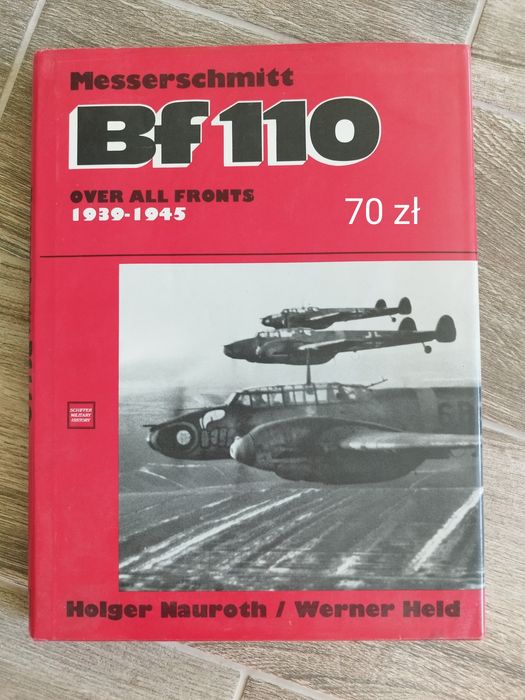 Messerschmitt
Bf 110
OVER ALL FRONTS
1939-1945
70 zł
SCHIFFER
MILITARY
HISTORY
Holger Nauroth / Werner Held